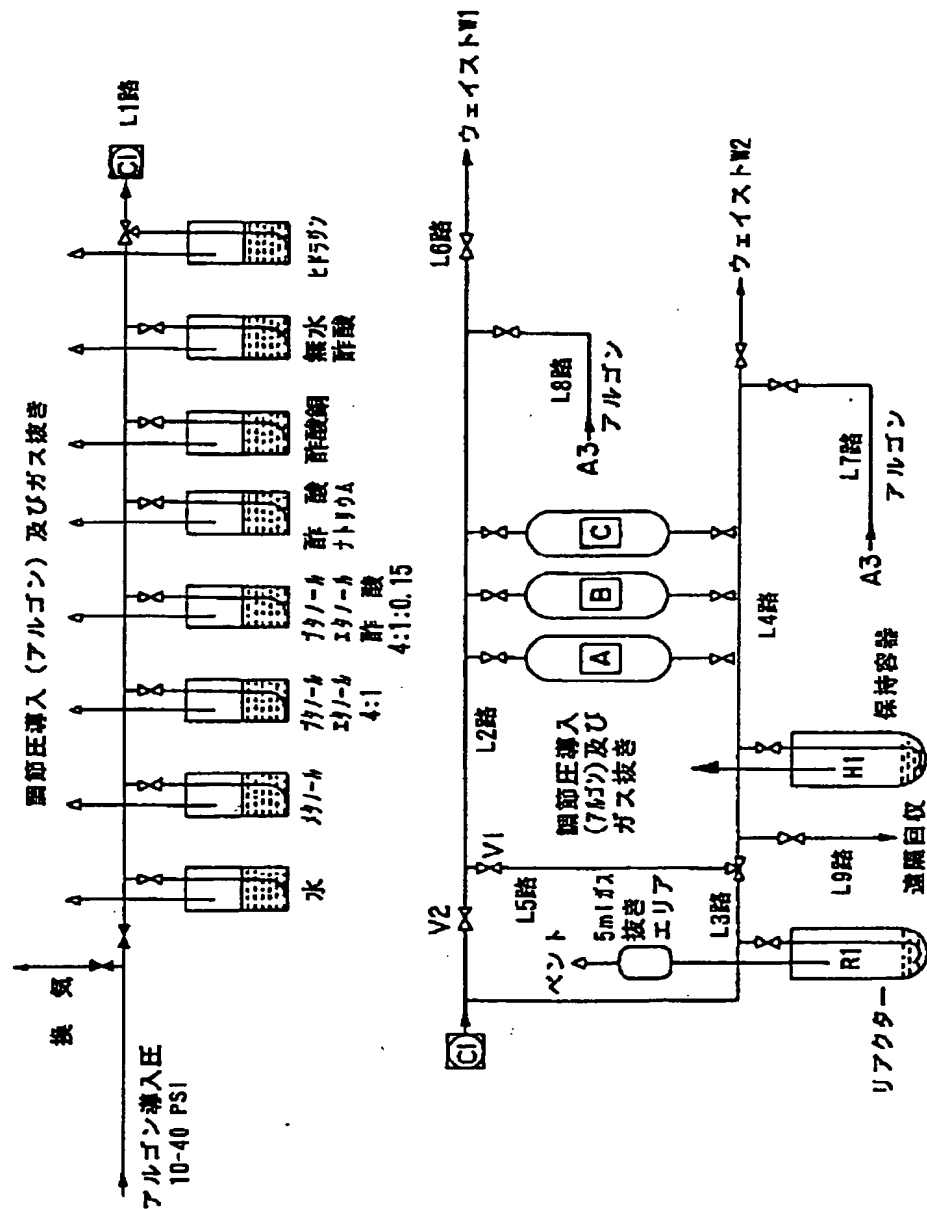 調節圧導入 (アルゴン) 及びガス抜き
換 気
アルゴン導入圧
10-40 PSI
水
メタノール
ブタノール
エタノール
4:1
ブタノール
エタノール
酢 酸
4:1:0.15
酢 酸
ナトリウム
酢酸銅
無水
酢酸
ヒドラジン
C1
L1路
C1
V2
L2路
L6路
ウェイストW1
V1
L5路
ベント
5mlガス
抜き
エリア
L3路
調節圧導入
(アルゴン)及び
ガス抜き
A
B
C
L8路
A3
アルゴン
ウェイストW2
L4路
L7路
A3
アルゴン
R1
リアクター
L9路
遠隔回収
H1
保持容器